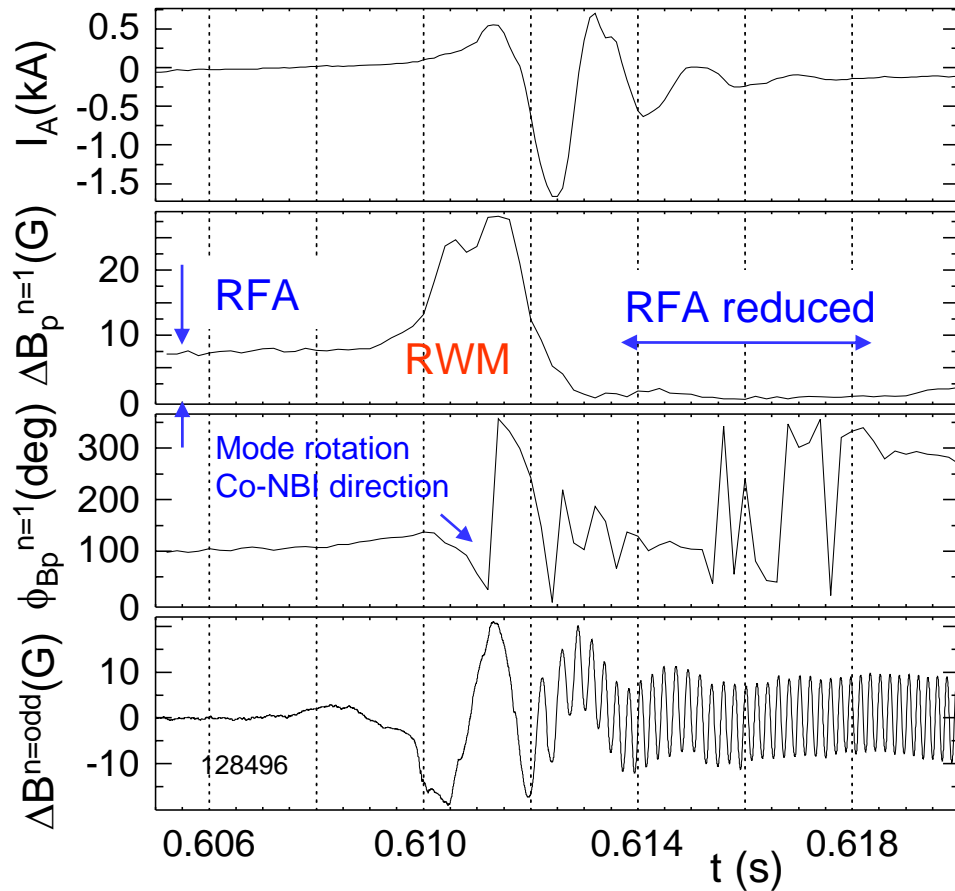 I_A(kA)
0.5
0
-0.5
-1.0
-1.5
ΔB_p^n=1(G)
20
10
0
RFA
RWM
RFA reduced
ϕ_Bp^n=1(deg)
300
200
100
0
Mode rotation
Co-NBI direction
ΔB^n=odd(G)
10
0
-10
128496
0.606 0.610 0.614 0.618
t (s)